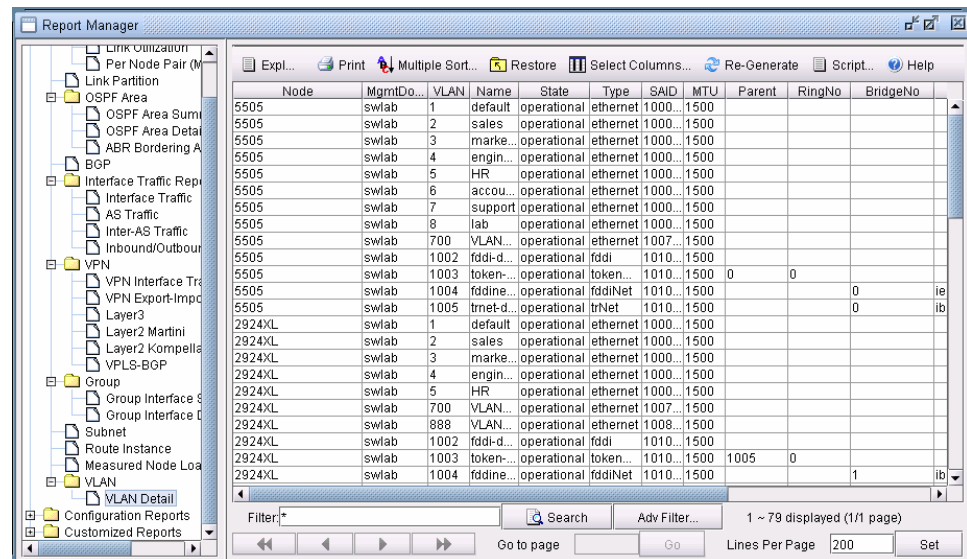 Report Manager
Link Utilization
Per Node Pair (M
Link Partition
OSPF Area
OSPF Area Sum
OSPF Area Detai
ABR Bordering A
BGP
Interface Traffic Repo
Interface Traffic
AS Traffic
Inter-AS Traffic
Inbound/Outbour
VPN
VPN Interface Tra
VPN Export-Impo
Layer3
Layer2 Martini
Layer2 Kompella
VPLS-BGP
Group
Group Interface S
Group Interface D
Subnet
Route Instance
Measured Node Loa
VLAN
VLAN Detail
Configuration Reports
Customized Reports
Expl... Print Multiple Sort... Restore Select Columns... Re-Generate Script... Help
Node MgmtDo... VLAN Name State Type SAID MTU Parent RingNo BridgeNo
5505 swlab 1 default operational ethernet 1000... 1500
5505 swlab 2 sales operational ethernet 1000... 1500
5505 swlab 3 marke... operational ethernet 1000... 1500
5505 swlab 4 engin... operational ethernet 1000... 1500
5505 swlab 5 HR operational ethernet 1000... 1500
5505 swlab 6 accou... operational ethernet 1000... 1500
5505 swlab 7 support operational ethernet 1000... 1500
5505 swlab 8 lab operational ethernet 1000... 1500
5505 swlab 700 VLAN... operational ethernet 1007... 1500
5505 swlab 1002 fddi-d... operational fddi 1010... 1500
5505 swlab 1003 token-... operational token... 1010... 1500 0 0
5505 swlab 1004 fddine... operational fddiNet 1010... 1500 0 ie
5505 swlab 1005 trnet-d... operational trNet 1010... 1500 0 ib
2924XL swlab 1 default operational ethernet 1000... 1500
2924XL swlab 2 sales operational ethernet 1000... 1500
2924XL swlab 3 marke... operational ethernet 1000... 1500
2924XL swlab 4 engin... operational ethernet 1000... 1500
2924XL swlab 5 HR operational ethernet 1000... 1500
2924XL swlab 700 VLAN... operational ethernet 1007... 1500
2924XL swlab 888 VLAN... operational ethernet 1008... 1500
2924XL swlab 1002 fddi-d... operational fddi 1010... 1500
2924XL swlab 1003 token-... operational token... 1010... 1500 1005 0
2924XL swlab 1004 fddine... operational fddiNet 1010... 1500 1 ib
Filter: * Search Adv Filter... 1 ~ 79 displayed (1/1 page)
Go to page Go Lines Per Page 200 Set